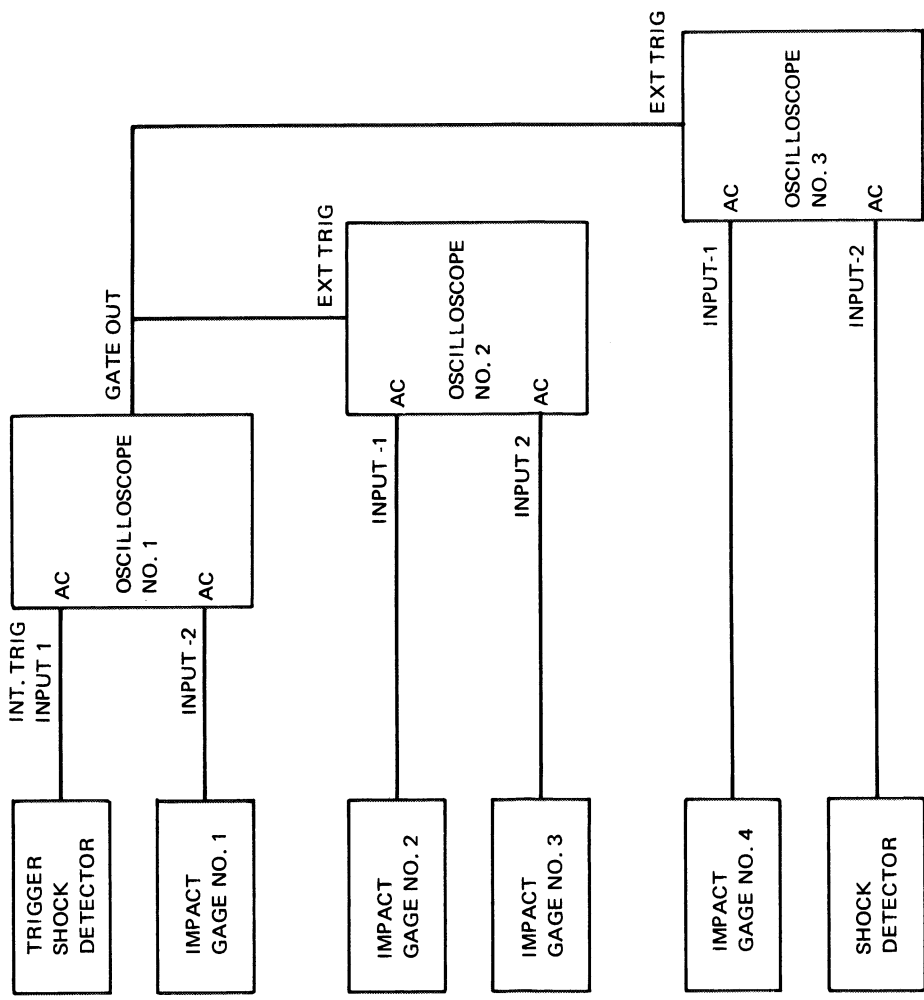 TRIGGER
SHOCK
DETECTOR
INT. TRIG
INPUT 1
AC
OSCILLOSCOPE
NO. 1
GATE OUT
IMPACT
GAGE NO. 1
INPUT -2
AC
IMPACT
GAGE NO. 2
INPUT -1
AC
OSCILLOSCOPE
NO. 2
EXT TRIG
IMPACT
GAGE NO. 3
INPUT 2
AC
IMPACT
GAGE NO. 4
INPUT-1
AC
OSCILLOSCOPE
NO. 3
EXT TRIG
SHOCK
DETECTOR
INPUT-2
AC